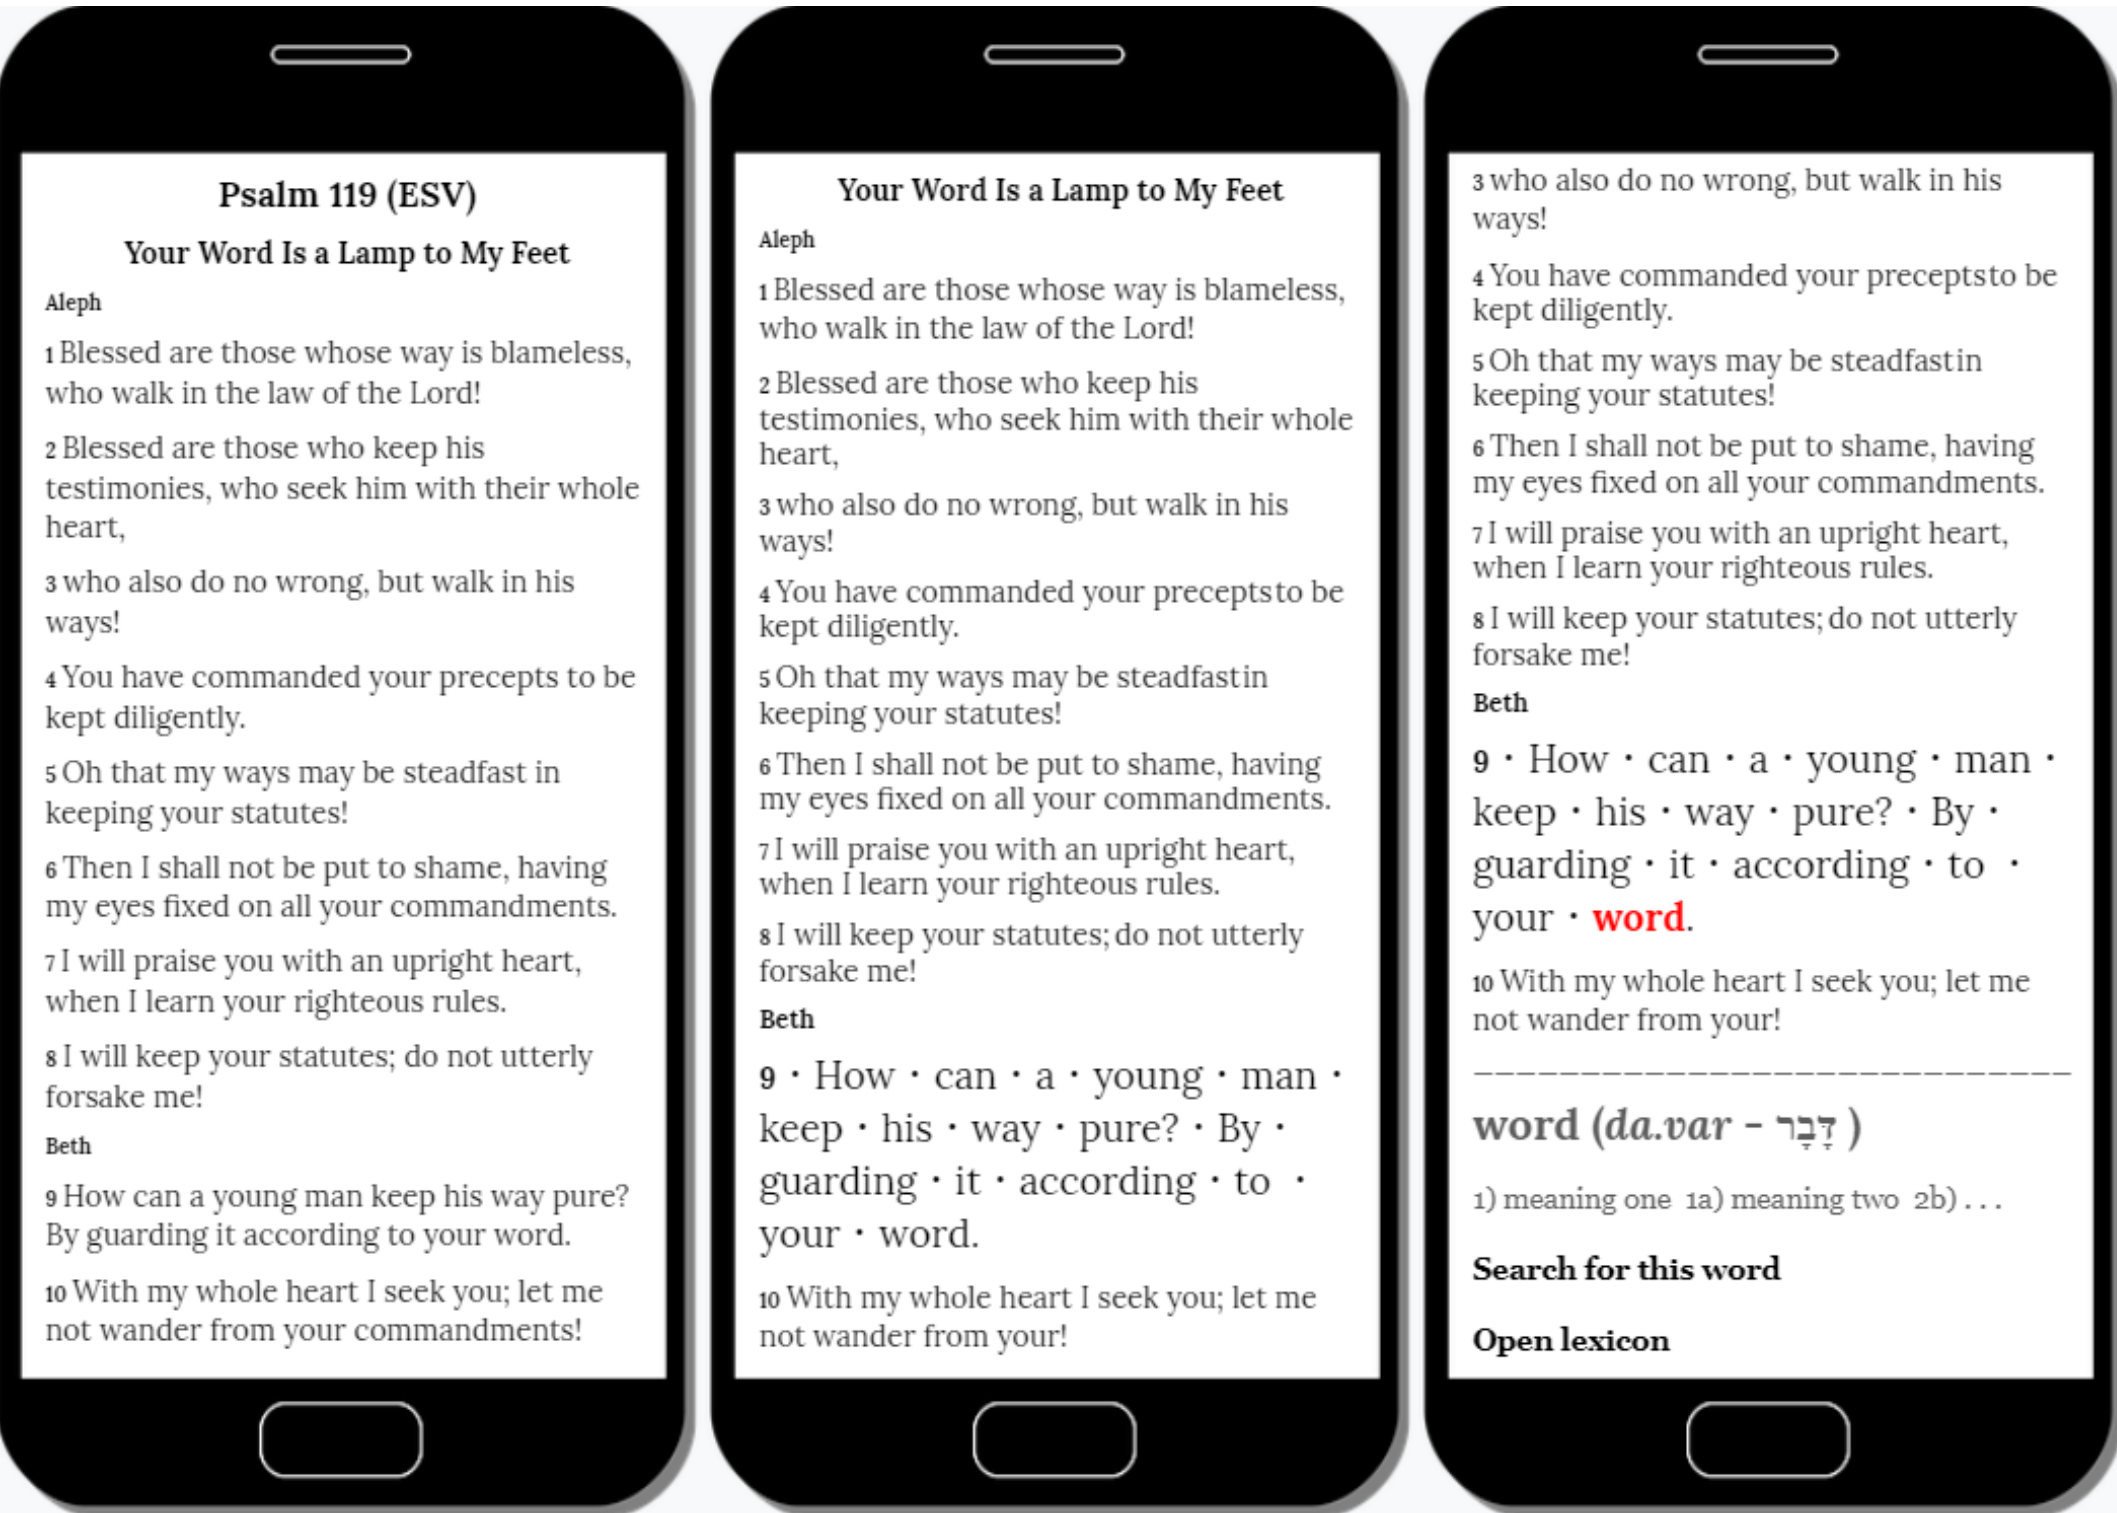 Psalm 119 (ESV)
Your Word Is a Lamp to My Feet
Aleph
1 Blessed are those whose way is blameless,
who walk in the law of the Lord!
2 Blessed are those who keep his
testimonies, who seek him with their whole
heart,
3 who also do no wrong, but walk in his
ways!
4 You have commanded your precepts to be
kept diligently.
5 Oh that my ways may be steadfast in
keeping your statutes!
6 Then I shall not be put to shame, having
my eyes fixed on all your commandments.
7 I will praise you with an upright heart,
when I learn your righteous rules.
8 I will keep your statutes; do not utterly
forsake me!
Beth
9 How can a young man keep his way pure?
By guarding it according to your word.
10 With my whole heart I seek you; let me
not wander from your commandments!
Your Word Is a Lamp to My Feet
Aleph
1 Blessed are those whose way is blameless,
who walk in the law of the Lord!
2 Blessed are those who keep his
testimonies, who seek him with their whole
heart,
3 who also do no wrong, but walk in his
ways!
4 You have commanded your precepts to be
kept diligently.
5 Oh that my ways may be steadfast in
keeping your statutes!
6 Then I shall not be put to shame, having
my eyes fixed on all your commandments.
7 I will praise you with an upright heart,
when I learn your righteous rules.
8 I will keep your statutes; do not utterly
forsake me!
Beth
9 · How · can · a · young · man ·
keep · his · way · pure? · By ·
guarding · it · according · to ·
your · word.
10 With my whole heart I seek you; let me
not wander from your!
3 who also do no wrong, but walk in his
ways!
4 You have commanded your precepts to be
kept diligently.
5 Oh that my ways may be steadfast in
keeping your statutes!
6 Then I shall not be put to shame, having
my eyes fixed on all your commandments.
7 I will praise you with an upright heart,
when I learn your righteous rules.
8 I will keep your statutes; do not utterly
forsake me!
Beth
9 · How · can · a · young · man ·
keep · his · way · pure? · By ·
guarding · it · according · to ·
your · word.
10 With my whole heart I seek you; let me
not wander from your!
____________________________
word (da.var - דָּבָר )
1) meaning one 1a) meaning two 2b) . . .
Search for this word
Open lexicon